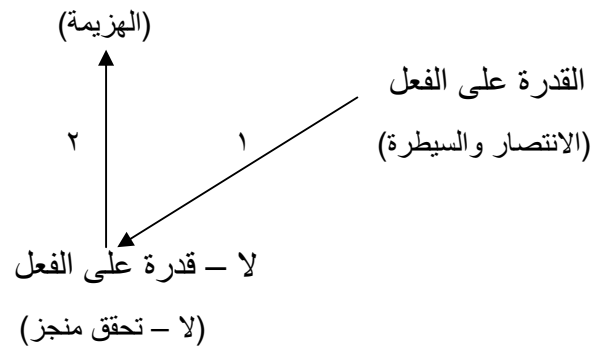 (الهزيمة)
القدرة على الفعل
(الانتصار والسيطرة)
١
٢
لا – قدرة على الفعل
(لا – تحقق منجز)